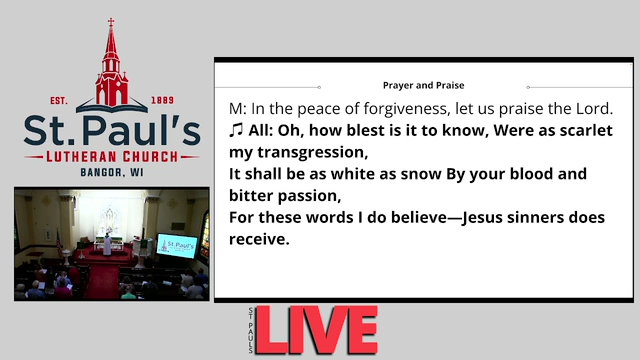 EST. 1889
St. Paul's
LUTHERAN CHURCH
BANGOR, WI
Prayer and Praise
M: In the peace of forgiveness, let us praise the Lord.
♫ All: Oh, how blest is it to know, Were as scarlet
my transgression,
It shall be as white as snow By your blood and
bitter passion,
For these words I do believe—Jesus sinners does
receive.
St. Paul's
ST PAULS
LIVE